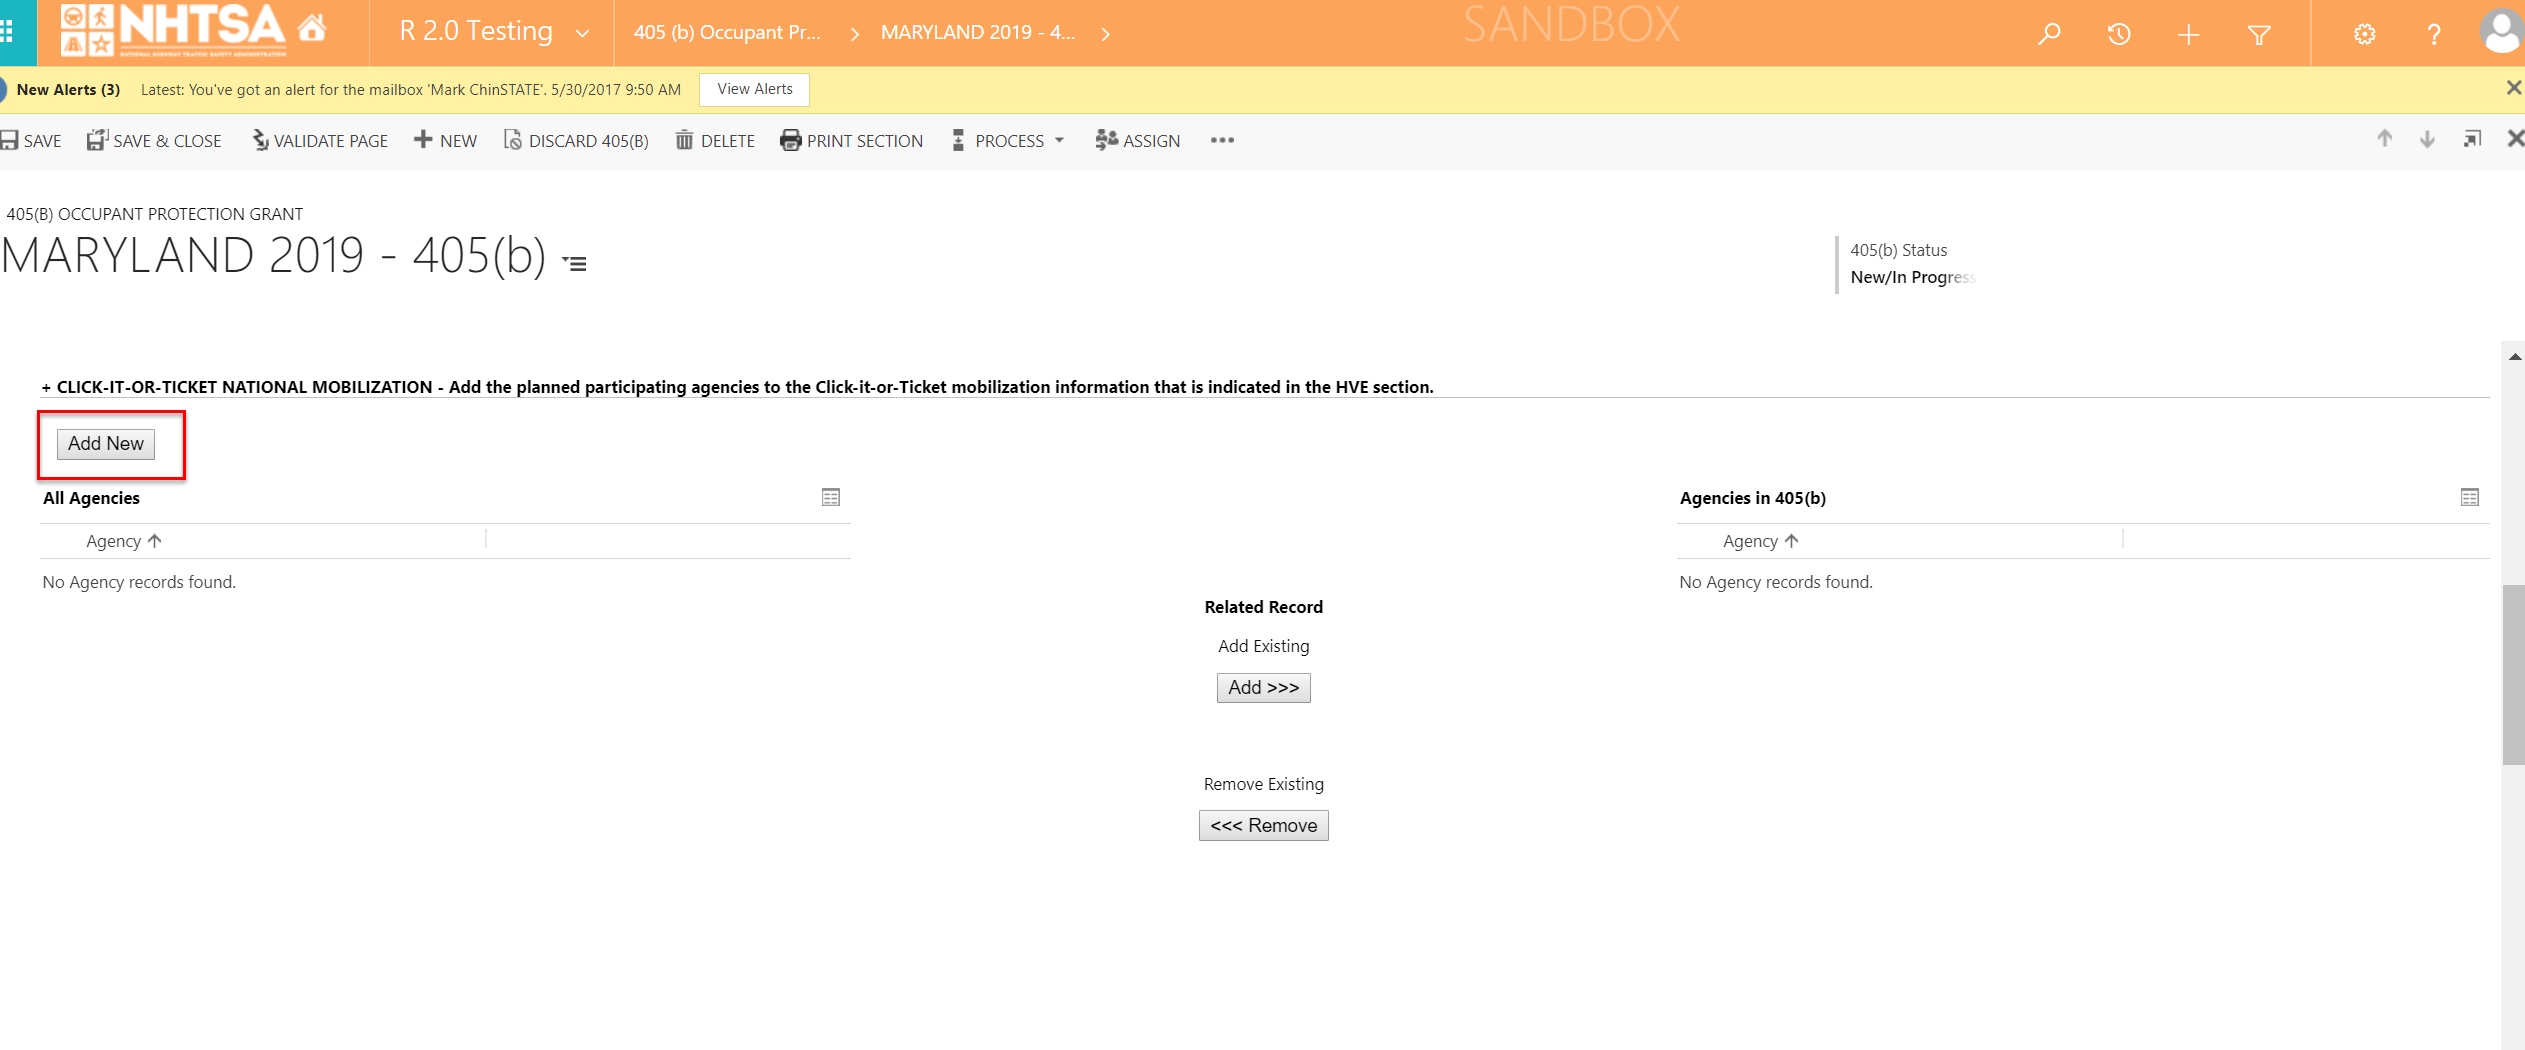 NHTSA
NATIONAL HIGHWAY TRAFFIC SAFETY ADMINISTRATION
R 2.0 Testing
405 (b) Occupant Pr...
MARYLAND 2019 - 4...
SANDBOX
?
New Alerts (3) Latest: You've got an alert for the mailbox 'Mark ChinSTATE'. 5/30/2017 9:50 AM View Alerts
SAVE SAVE & CLOSE VALIDATE PAGE NEW DISCARD 405(B) DELETE PRINT SECTION PROCESS ASSIGN
405(B) OCCUPANT PROTECTION GRANT
MARYLAND 2019 - 405(b)
405(b) Status
New/In Progress
+ CLICK-IT-OR-TICKET NATIONAL MOBILIZATION - Add the planned participating agencies to the Click-it-or-Ticket mobilization information that is indicated in the HVE section.
Add New
All Agencies
Agency
No Agency records found.
Related Record
Add Existing
Add >>>
Remove Existing
<<< Remove
Agencies in 405(b)
Agency
No Agency records found.